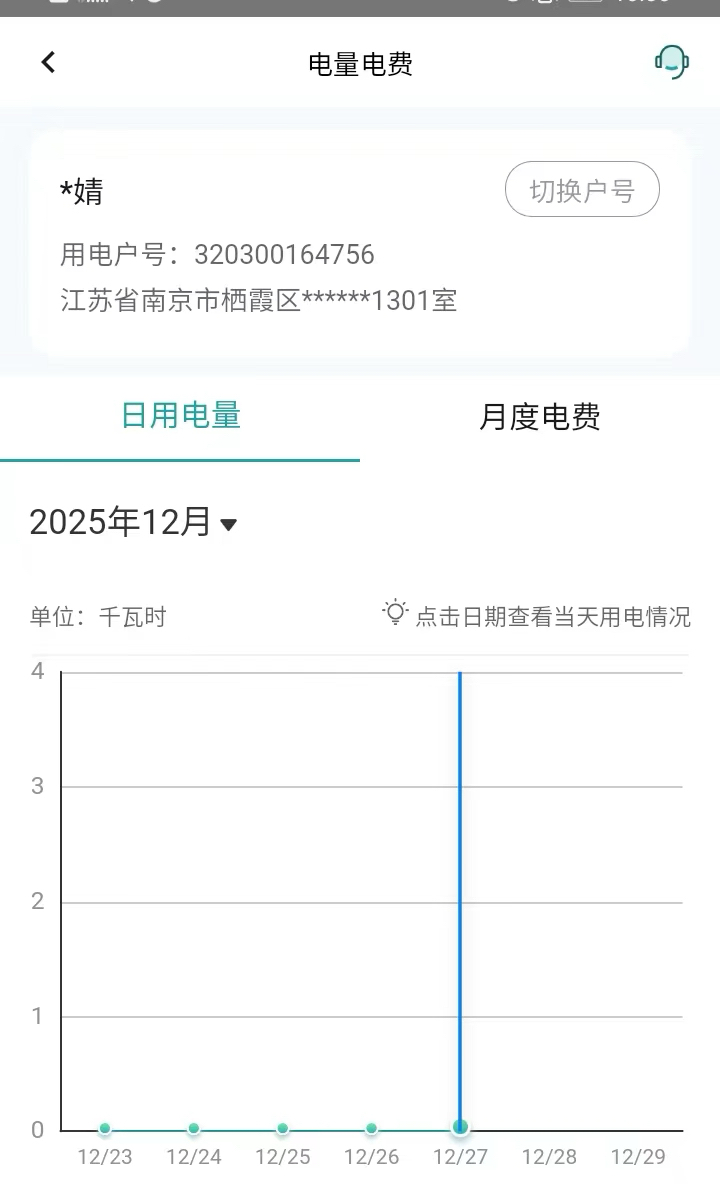 电量电费
*婧
切换户号
用电户号：320300164756
江苏省南京市栖霞区******1301室
日用电量
月度电费
2025年12月
单位：千瓦时
点击日期查看当天用电情况
4
3
2
1
0
12/23
12/24
12/25
12/26
12/27
12/28
12/29